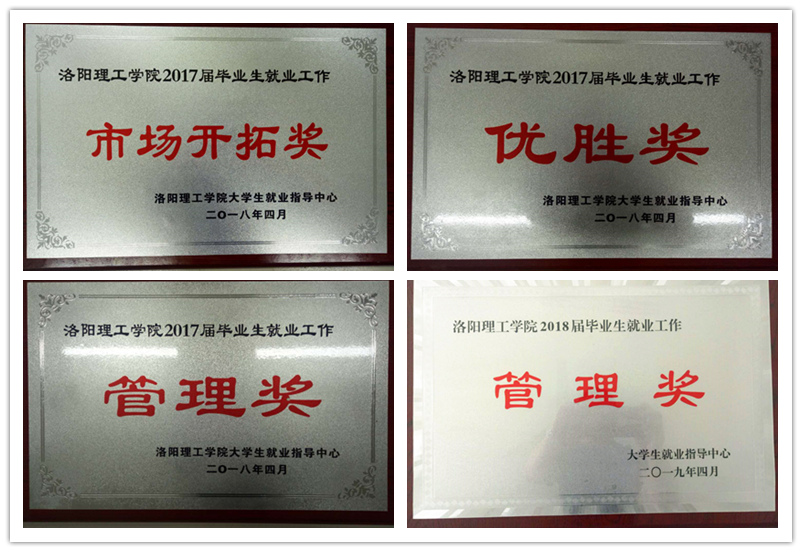 洛阳理工学院2017届毕业生就业工作
市场开拓奖
洛阳理工学院大学生就业指导中心
二〇一八年四月
洛阳理工学院2017届毕业生就业工作
优胜奖
洛阳理工学院大学生就业指导中心
二〇一八年四月
洛阳理工学院2017届毕业生就业工作
管理奖
洛阳理工学院大学生就业指导中心
二〇一八年四月
洛阳理工学院2018届毕业生就业工作
管理奖
大学生就业指导中心
二〇一九年四月